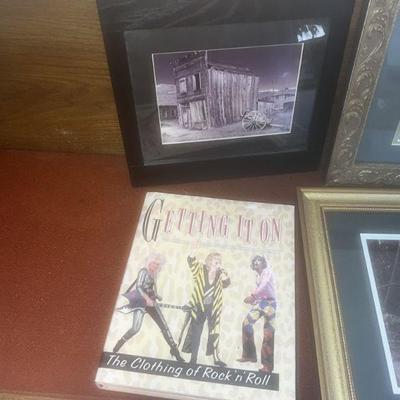 GETTING IT ON
The Clothing of Rock 'n' Roll